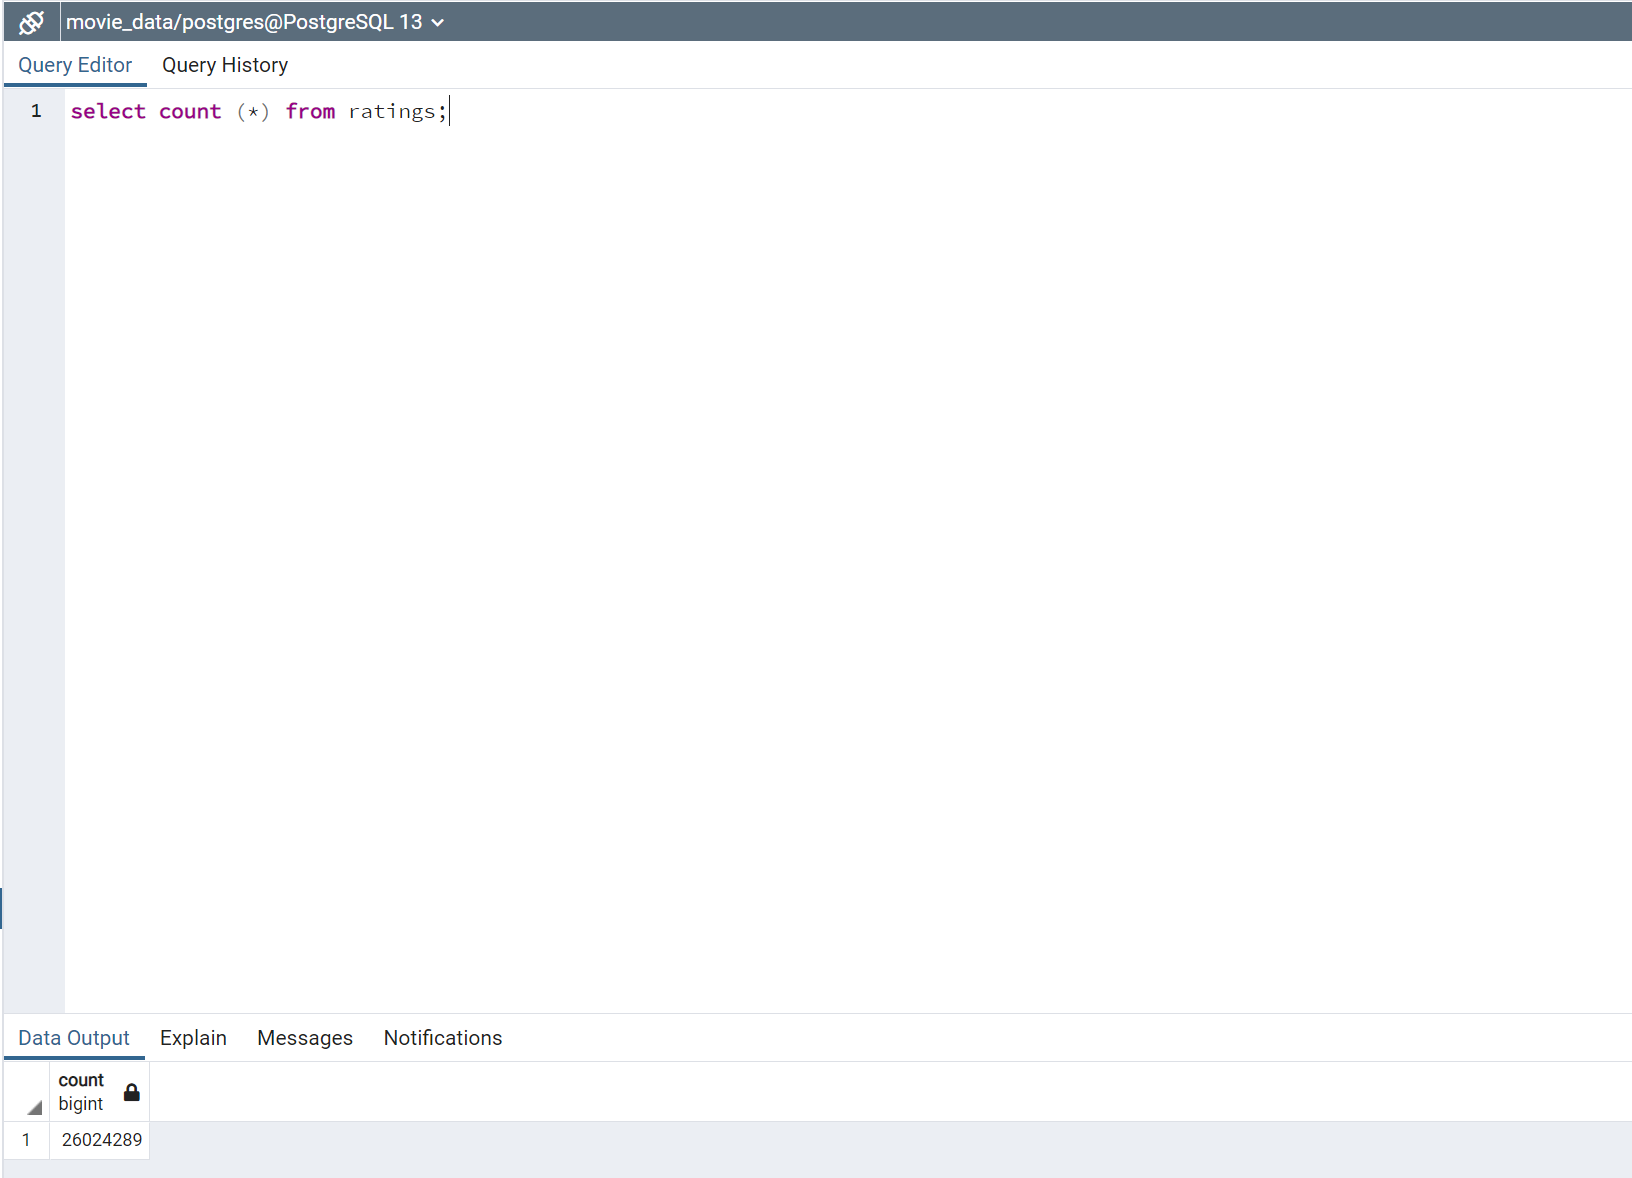 movie_data/postgres@PostgreSQL 13
Query Editor Query History
1 select count (*) from ratings;
Data Output Explain Messages Notifications
count
bigint
1 26024289